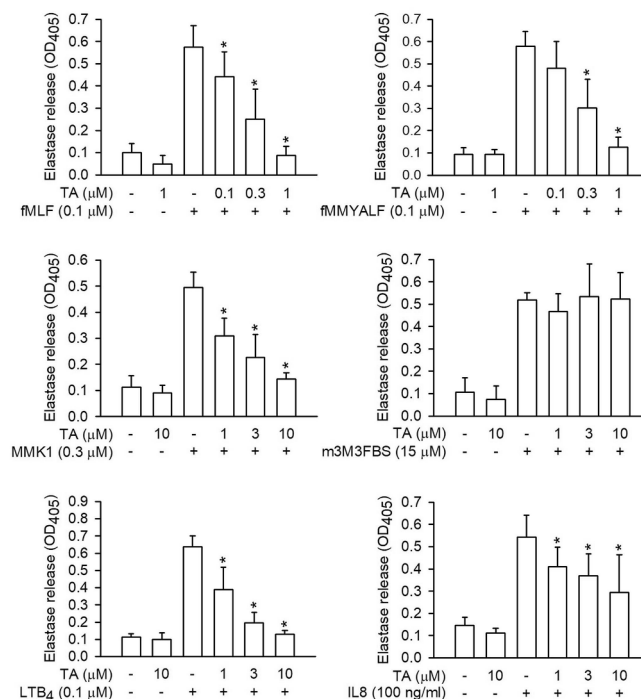 Elastase release (OD405)
0.7
0.6
0.5
0.4
0.3
0.2
0.1
0.0
* * *
TA (μM) - 1 - 0.1 0.3 1
fMLF (0.1 μM) - - + + + +
Elastase release (OD405)
0.7
0.6
0.5
0.4
0.3
0.2
0.1
0.0
* *
TA (μM) - 1 - 0.1 0.3 1
fMMYALF (0.1 μM) - - + + + +
Elastase release (OD405)
0.6
0.5
0.4
0.3
0.2
0.1
0.0
* * *
TA (μM) - 10 - 1 3 10
MMK1 (0.3 μM) - - + + + +
Elastase release (OD405)
0.7
0.6
0.5
0.4
0.3
0.2
0.1
0.0
TA (μM) - 10 - 1 3 10
m3M3FBS (15 μM) - - + + + +
Elastase release (OD405)
0.9
0.8
0.7
0.6
0.5
0.4
0.3
0.2
0.1
0.0
* * *
TA (μM) - 10 - 1 3 10
LTB4 (0.1 μM) - - + + + +
Elastase release (OD405)
0.7
0.6
0.5
0.4
0.3
0.2
0.1
0.0
* * *
TA (μM) - 10 - 1 3 10
IL8 (100 ng/ml) - - + + + +